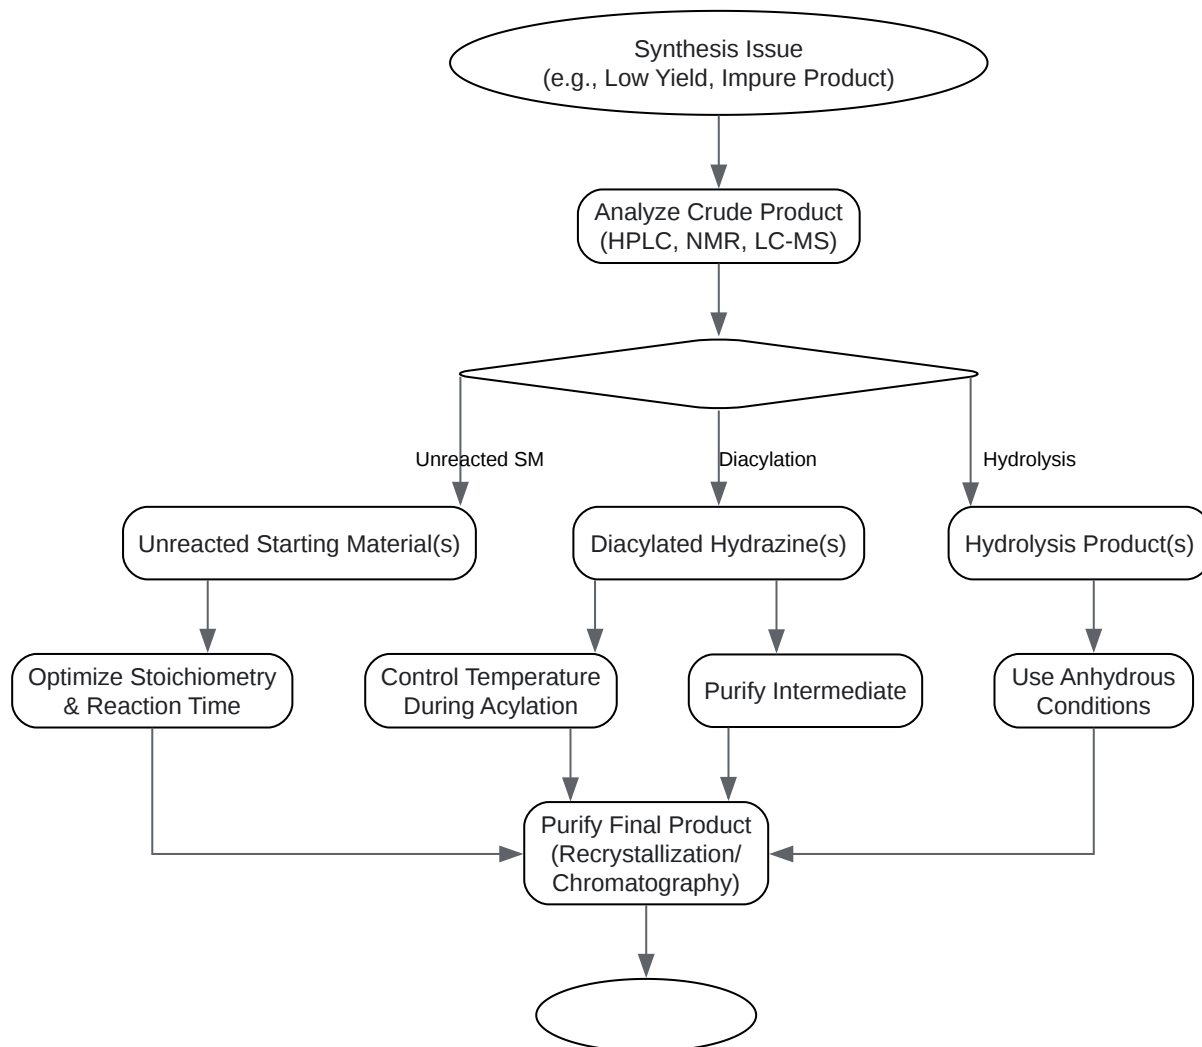 Synthesis Issue
(e.g., Low Yield, Impure Product)
Analyze Crude Product
(HPLC, NMR, LC-MS)
Unreacted SM
Diacylation
Hydrolysis
Unreacted Starting Material(s)
Diacylated Hydrazine(s)
Hydrolysis Product(s)
Optimize Stoichiometry
& Reaction Time
Control Temperature
During Acylation
Purify Intermediate
Use Anhydrous
Conditions
Purify Final Product
(Recrystallization/
Chromatography)